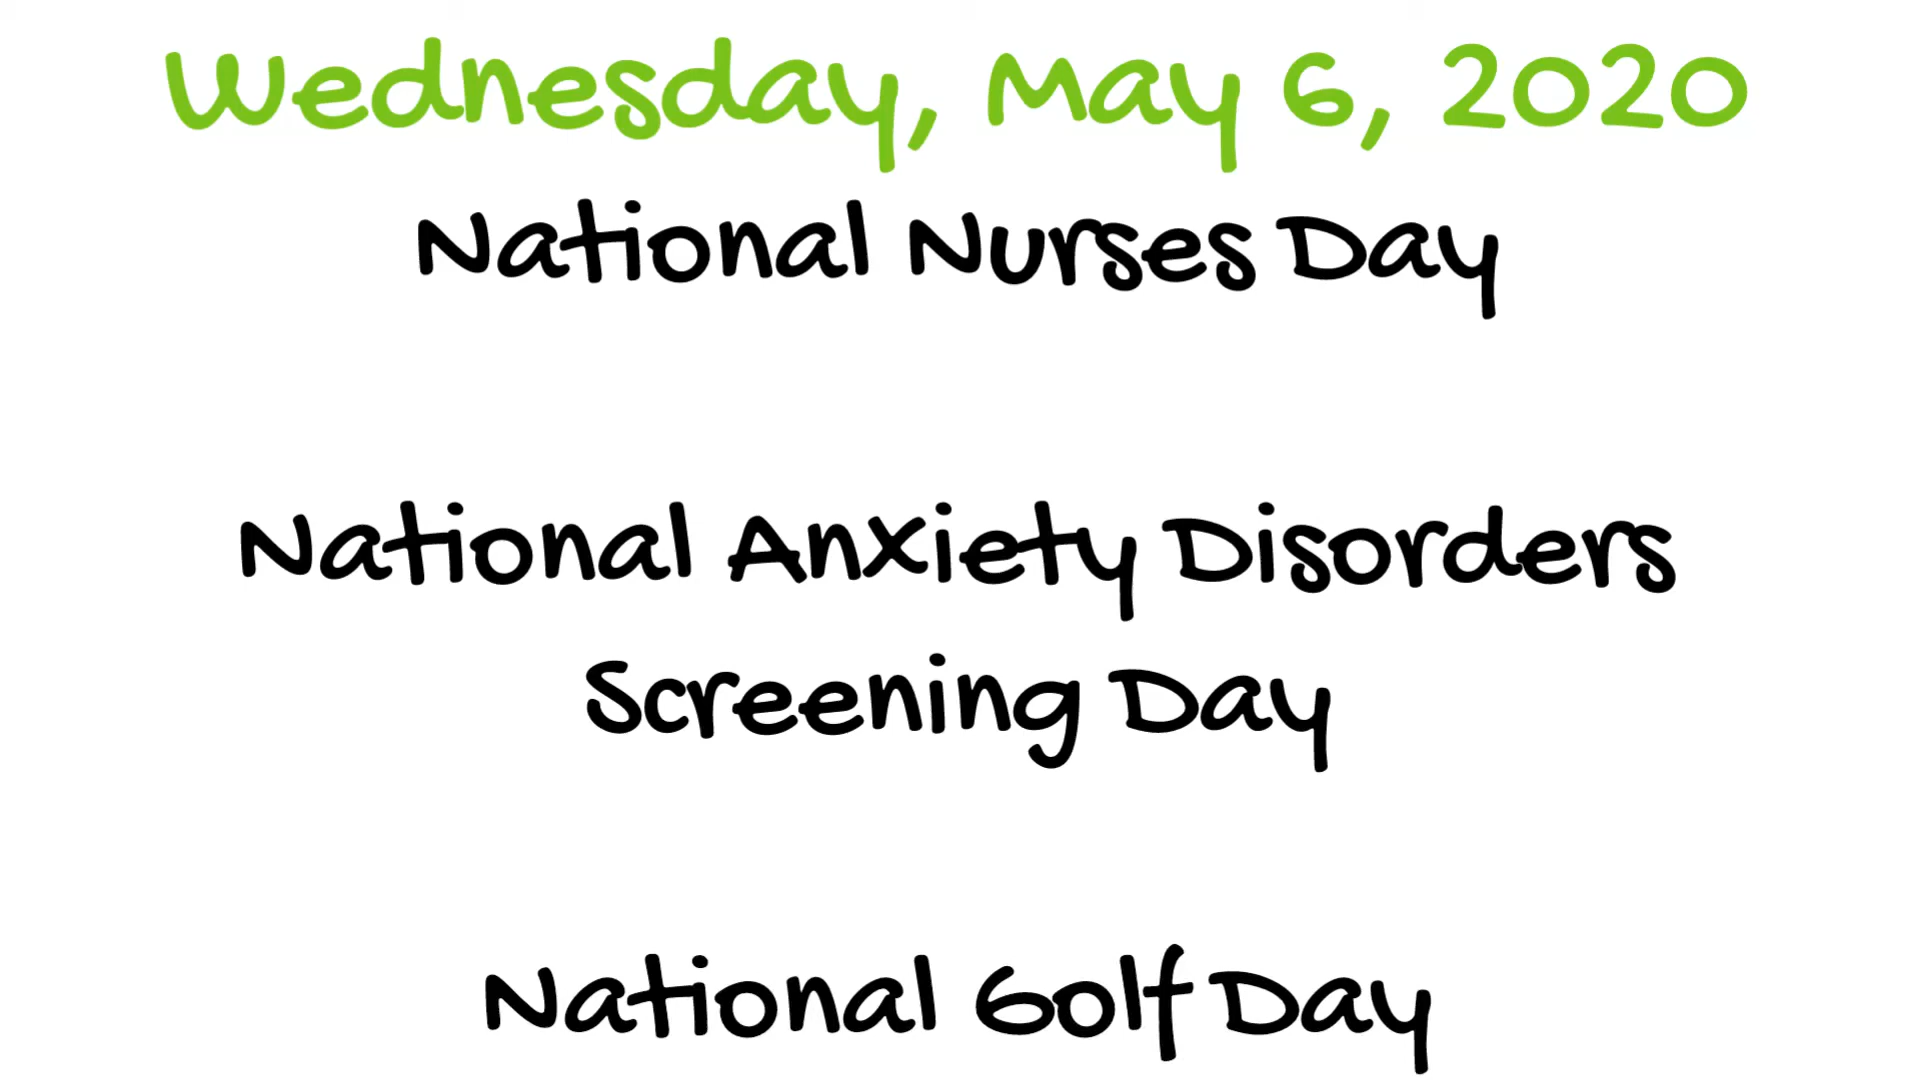 Wednesday, May 6, 2020
National Nurses Day
National Anxiety Disorders
Screening Day
National Golf Day